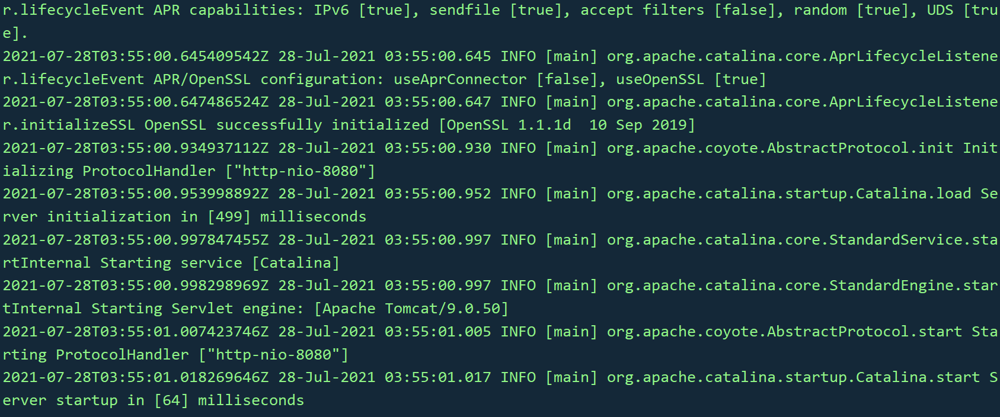 r.lifecycleEvent APR capabilities: IPv6 [true], sendfile [true], accept filters [false], random [true], UDS [tru
e].
2021-07-28T03:55:00.645409542Z 28-Jul-2021 03:55:00.645 INFO [main] org.apache.catalina.core.AprLifecycleListene
r.lifecycleEvent APR/OpenSSL configuration: useAprConnector [false], useOpenSSL [true]
2021-07-28T03:55:00.647486524Z 28-Jul-2021 03:55:00.647 INFO [main] org.apache.catalina.core.AprLifecycleListene
r.initializeSSL OpenSSL successfully initialized [OpenSSL 1.1.1d  10 Sep 2019]
2021-07-28T03:55:00.934937112Z 28-Jul-2021 03:55:00.930 INFO [main] org.apache.coyote.AbstractProtocol.init Init
ializing ProtocolHandler ["http-nio-8080"]
2021-07-28T03:55:00.953998892Z 28-Jul-2021 03:55:00.952 INFO [main] org.apache.catalina.startup.Catalina.load Se
rver initialization in [499] milliseconds
2021-07-28T03:55:00.997847455Z 28-Jul-2021 03:55:00.997 INFO [main] org.apache.catalina.core.StandardService.sta
rtInternal Starting service [Catalina]
2021-07-28T03:55:00.998298969Z 28-Jul-2021 03:55:00.997 INFO [main] org.apache.catalina.core.StandardEngine.star
tInternal Starting Servlet engine: [Apache Tomcat/9.0.50]
2021-07-28T03:55:01.007423746Z 28-Jul-2021 03:55:01.005 INFO [main] org.apache.coyote.AbstractProtocol.start Sta
rting ProtocolHandler ["http-nio-8080"]
2021-07-28T03:55:01.018269646Z 28-Jul-2021 03:55:01.017 INFO [main] org.apache.catalina.startup.Catalina.start S
erver startup in [64] milliseconds